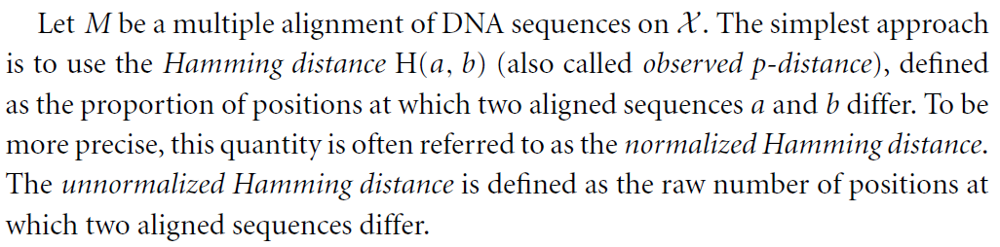 Let M be a multiple alignment of DNA sequences on 𝒳. The simplest approach
is to use the Hamming distance H(a, b) (also called observed p-distance), defined
as the proportion of positions at which two aligned sequences a and b differ. To be
more precise, this quantity is often referred to as the normalized Hamming distance.
The unnormalized Hamming distance is defined as the raw number of positions at
which two aligned sequences differ.